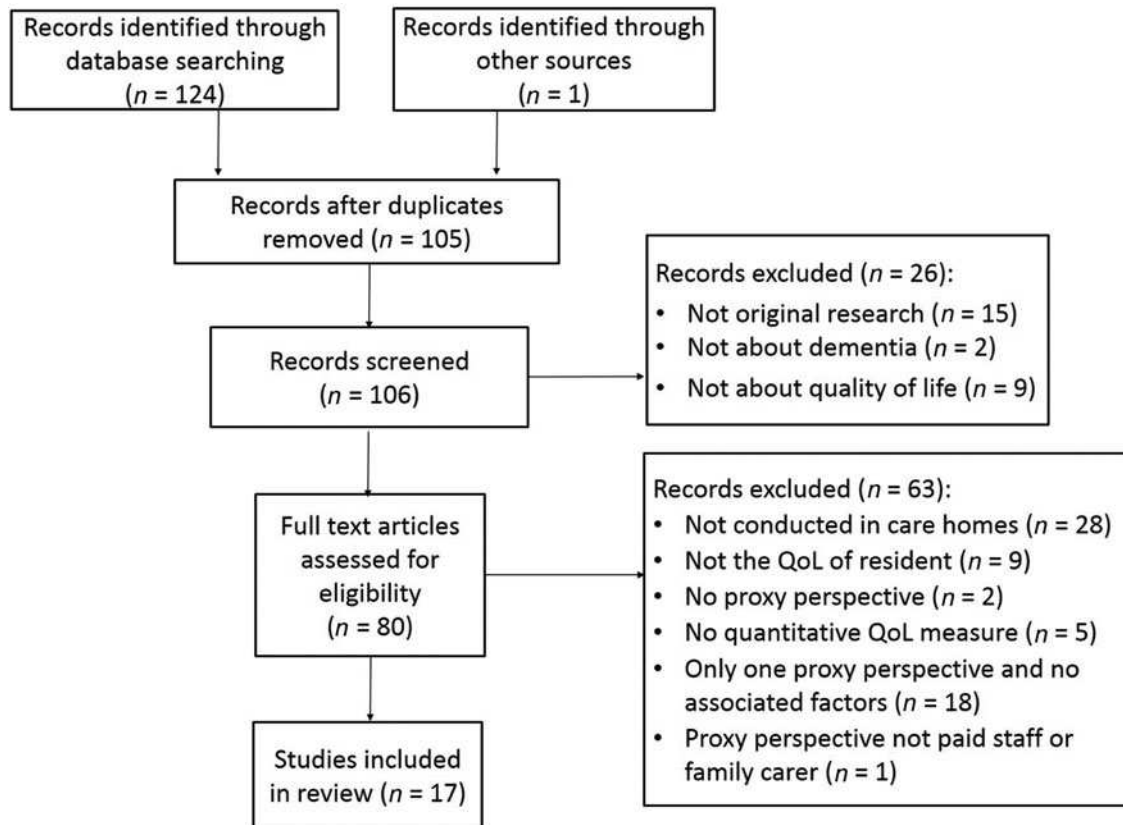 Records identified through
database searching
(n = 124)
Records identified through
other sources
(n = 1)
Records after duplicates
removed (n = 105)
Records screened
(n = 106)
Records excluded (n = 26):
• Not original research (n = 15)
• Not about dementia (n = 2)
• Not about quality of life (n = 9)
Full text articles
assessed for
eligibility
(n = 80)
Records excluded (n = 63):
• Not conducted in care homes (n = 28)
• Not the QoL of resident (n = 9)
• No proxy perspective (n = 2)
• No quantitative QoL measure (n = 5)
• Only one proxy perspective and no
associated factors (n = 18)
• Proxy perspective not paid staff or
family carer (n = 1)
Studies included
in review (n = 17)